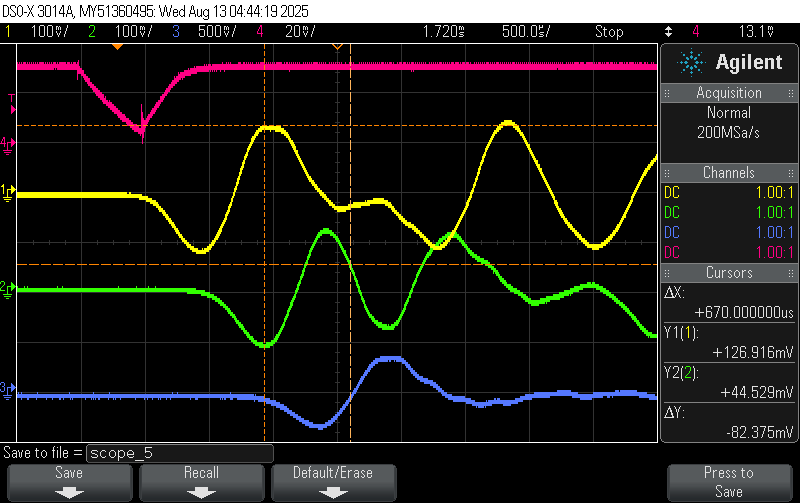 DSO-X 3014A, MY51360495: Wed Aug 13 04:44:19 2025
1 100V/ 2 100V/ 3 500V/ 4 20V/ 1.720s 500.0s/ Stop 4 13.1V
Agilent
Acquisition
Normal
200MSa/s
Channels
DC 1.00:1
DC 1.00:1
DC 1.00:1
DC 1.00:1
Cursors
ΔX:
+670.000000us
Y1(1):
+126.916mV
Y2(2):
+44.529mV
ΔY:
-82.375mV
T
4
1
2
3
Save to file = scope_5
Save
Recall
Default/Erase
Press to
Save